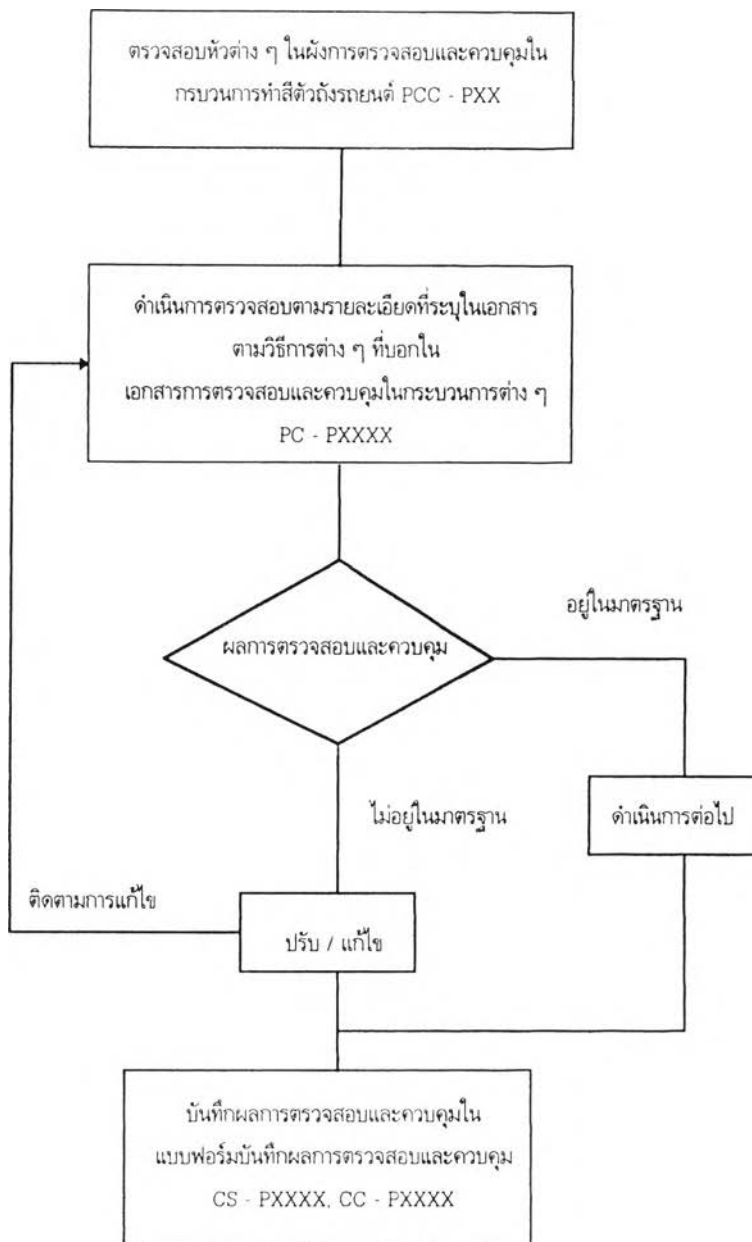 ตรวจสอบหัวต่าง ๆ ในผังการตรวจสอบและควบคุมใน
กรบวนการทำสีตัวถังรถยนต์ PCC - PXX
ดำเนินการตรวจสอบตามรายละเอียดที่ระบุในเอกสาร
ตามวิธีการต่าง ๆ ที่บอกใน
เอกสารการตรวจสอบและควบคุมในกระบวนการต่าง ๆ
PC - PXXXX
ผลการตรวจสอบและควบคุม
อยู่ในมาตรฐาน
ไม่อยู่ในมาตรฐาน
ดำเนินการต่อไป
ติดตามการแก้ไข
ปรับ / แก้ไข
บันทึกผลการตรวจสอบและควบคุมใน
แบบฟอร์มบันทึกผลการตรวจสอบและควบคุม
CS - PXXXX, CC - PXXXX